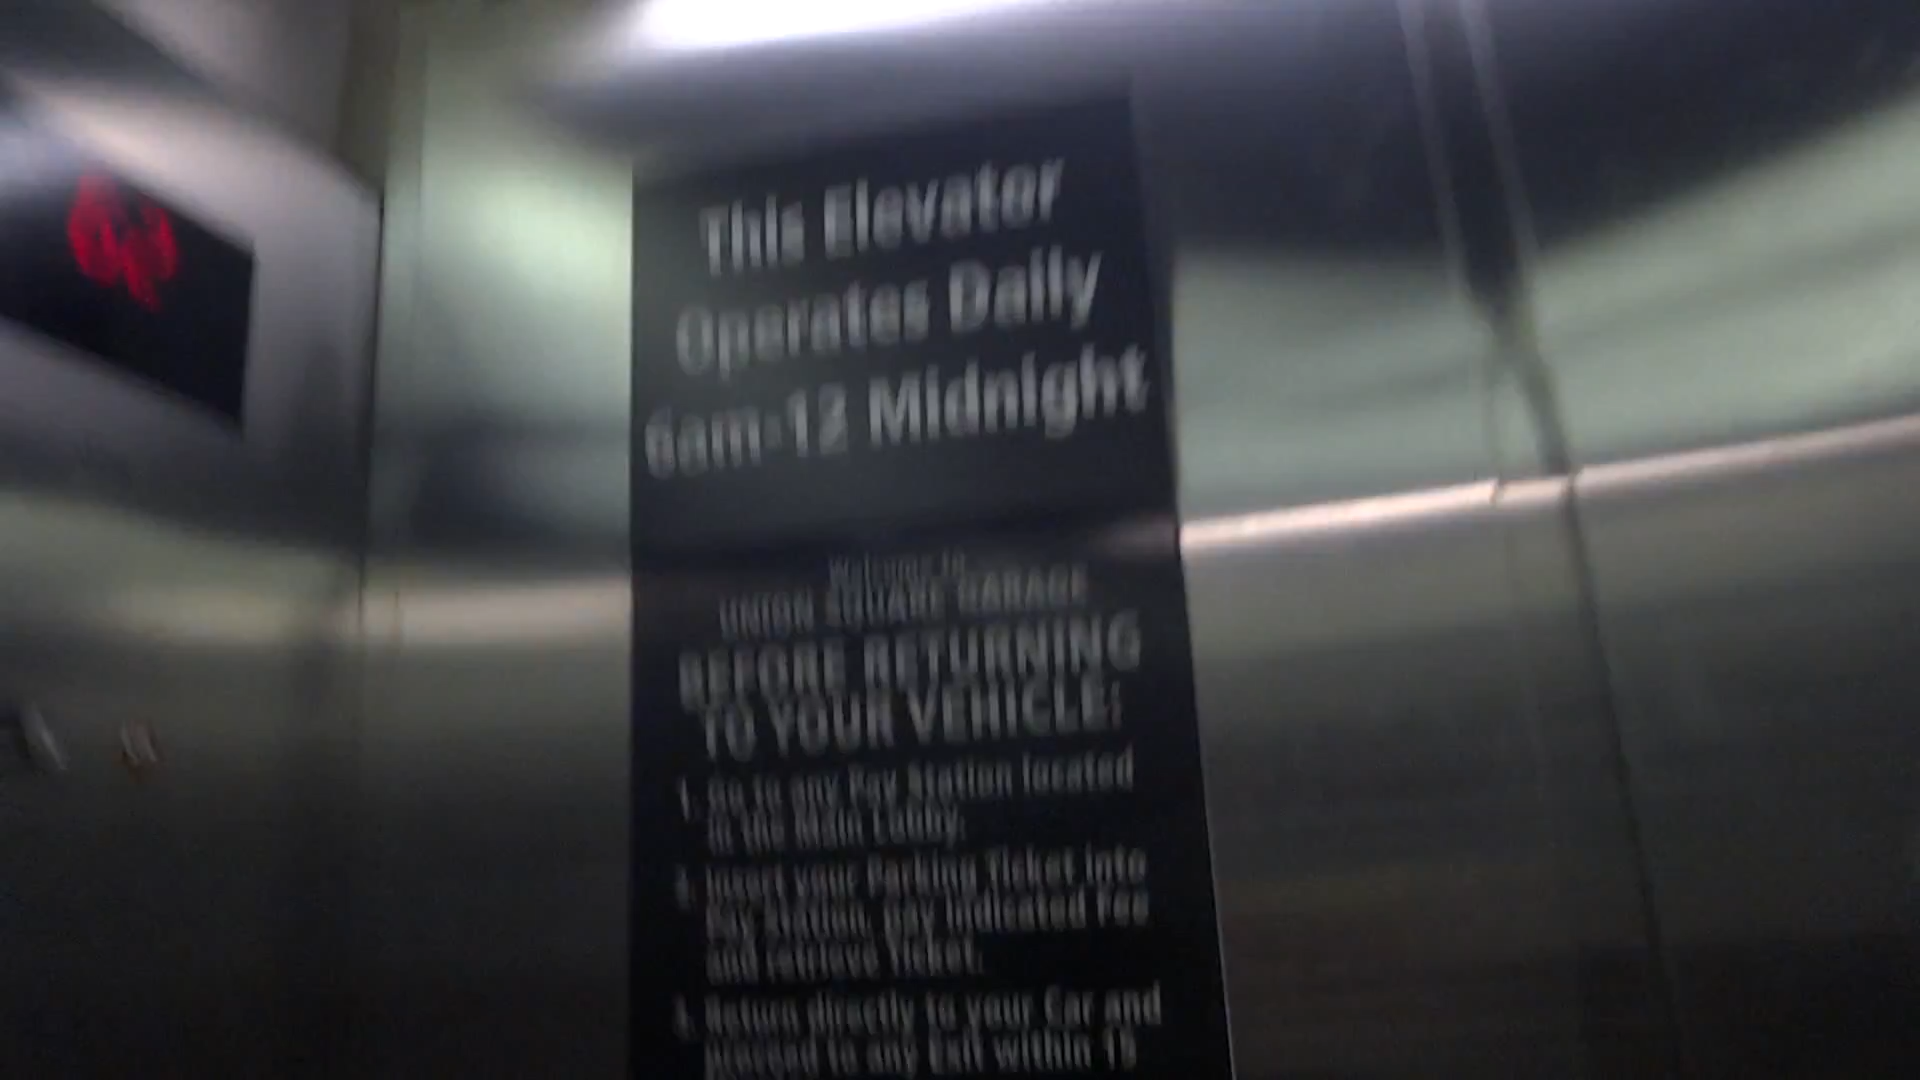 This Elevator
Operates Daily
6am-12 Midnight
Welcome to
UNION SQUARE GARAGE
BEFORE RETURNING
TO YOUR VEHICLE:
1. Go to any Pay Station located
in the Main Lobby.
2. Insert your Parking Ticket into
Pay Station, pay Indicated Fee
and retrieve Ticket.
3. Return directly to your Car and
proceed to any Exit within 15